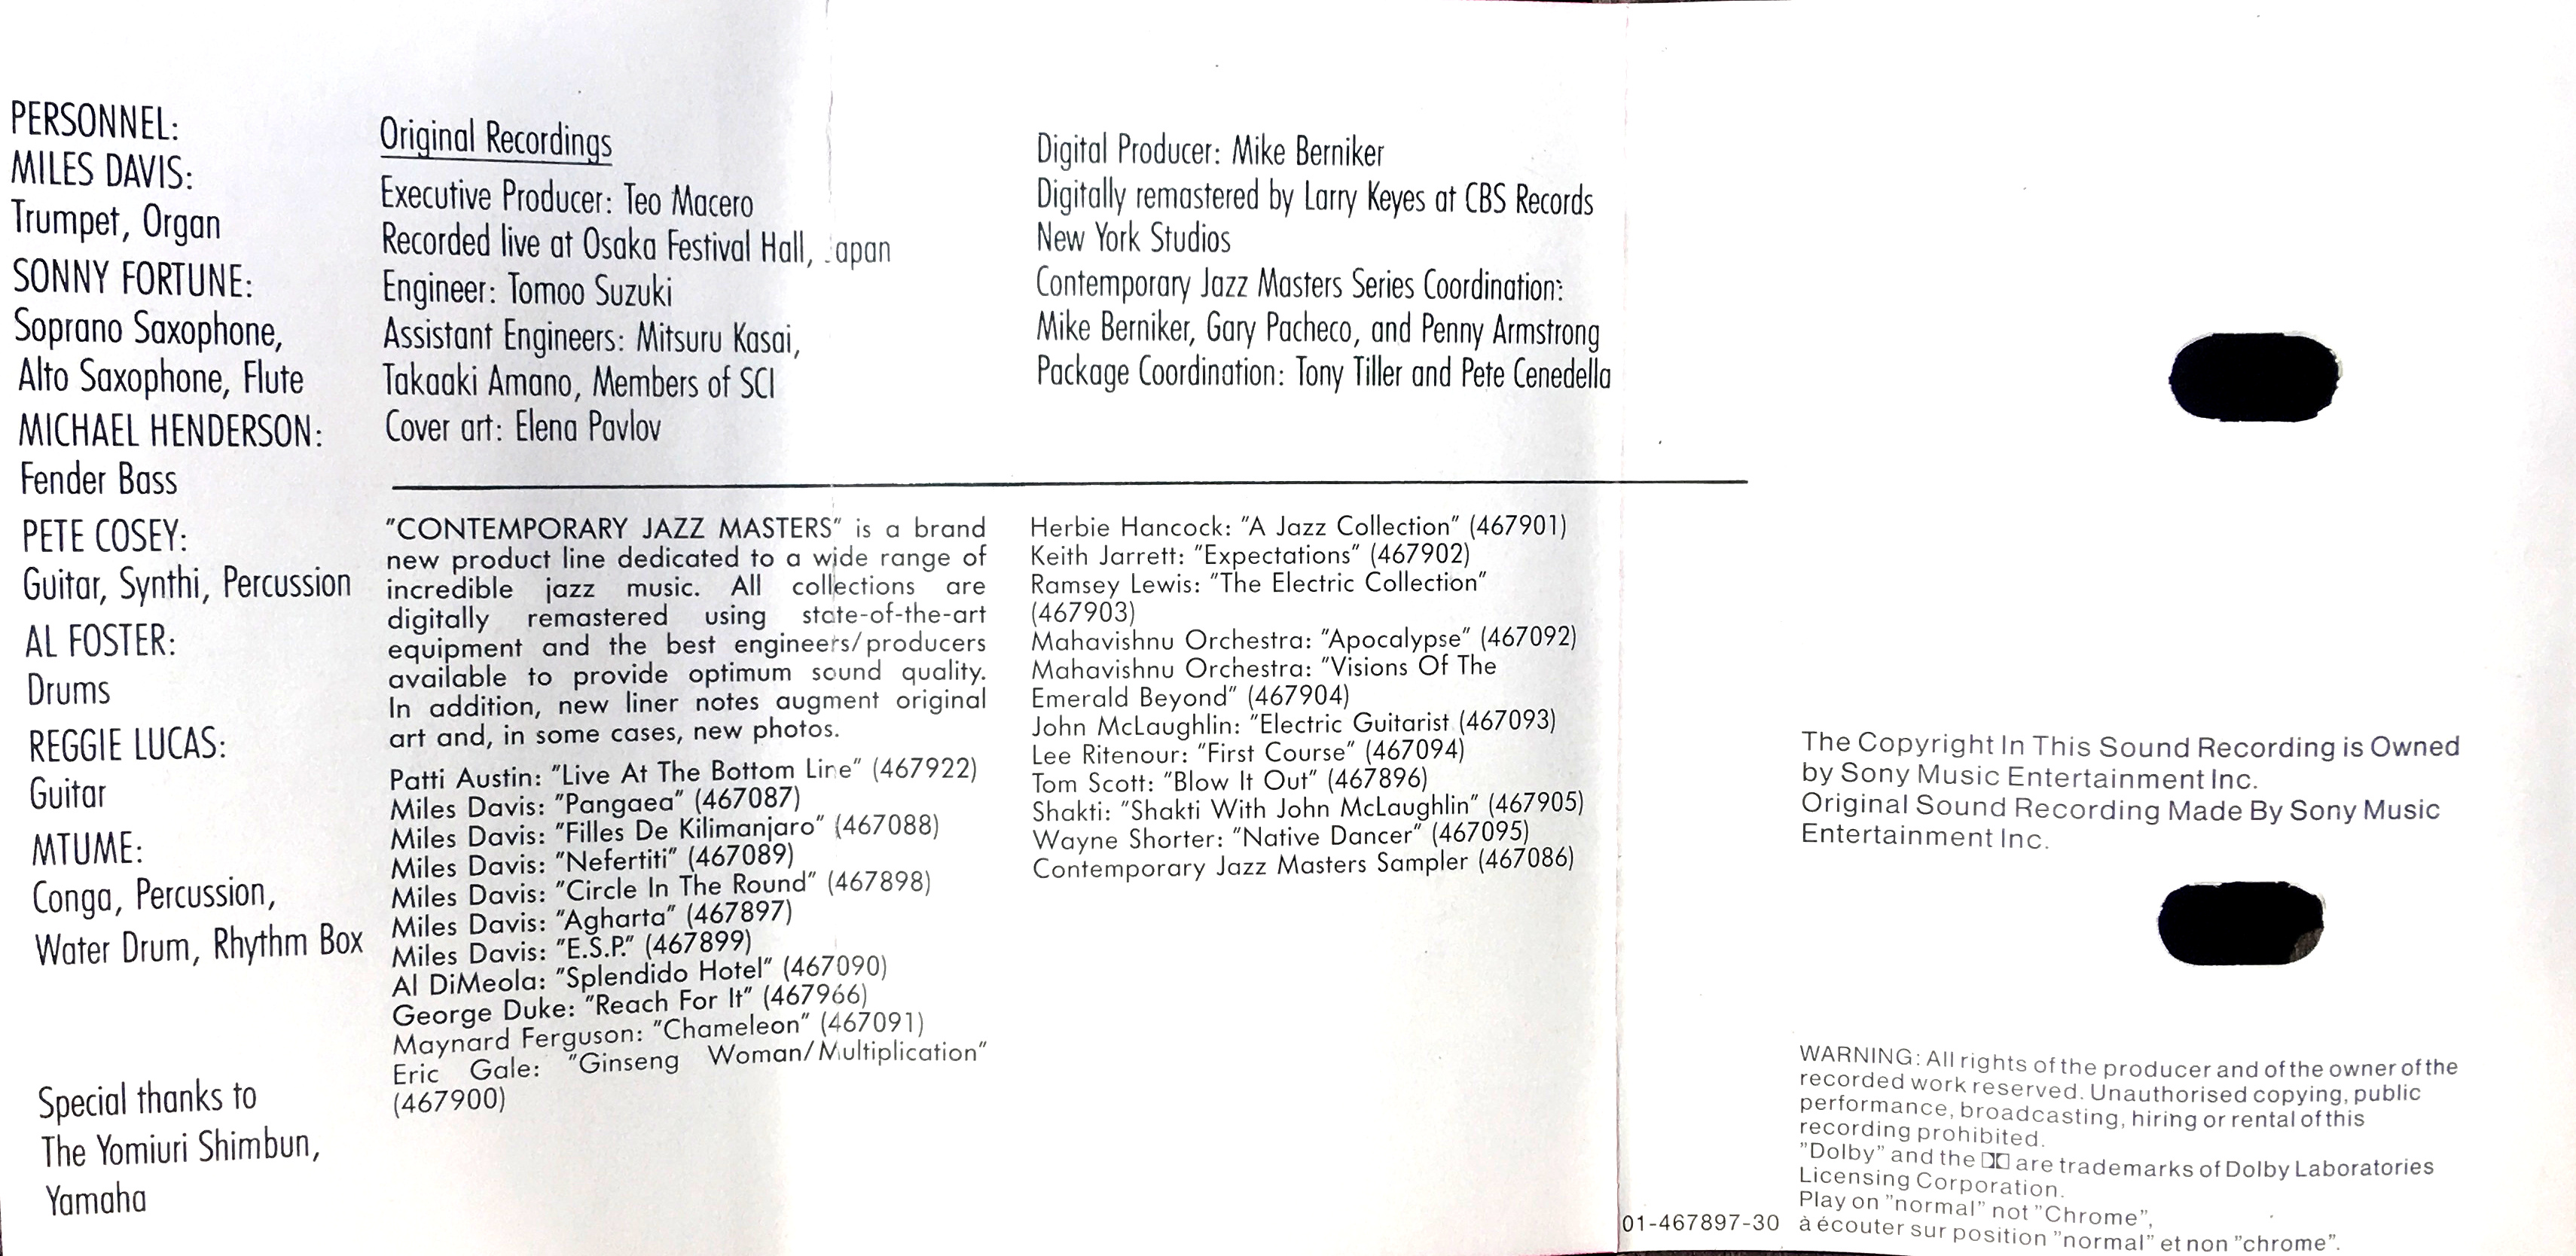 PERSONNEL:
MILES DAVIS:
Trumpet, Organ
SONNY FORTUNE:
Soprano Saxophone,
Alto Saxophone, Flute
MICHAEL HENDERSON:
Fender Bass
PETE COSEY:
Guitar, Synthi, Percussion
AL FOSTER:
Drums
REGGIE LUCAS:
Guitar
MTUME:
Conga, Percussion,
Water Drum, Rhythm Box
Special thanks to
The Yomiuri Shimbun,
Yamaha
Original Recordings
Executive Producer: Teo Macero
Recorded live at Osaka Festival Hall, Japan
Engineer: Tomoo Suzuki
Assistant Engineers: Mitsuru Kasai,
Takaaki Amano, Members of SCI
Cover art: Elena Pavlov
Digital Producer: Mike Berniker
Digitally remastered by Larry Keyes at CBS Records
New York Studios
Contemporary Jazz Masters Series Coordination:
Mike Berniker, Gary Pacheco, and Penny Armstrong
Package Coordination: Tony Tiller and Pete Cenedella
"CONTEMPORARY JAZZ MASTERS" is a brand
new product line dedicated to a wide range of
incredible jazz music. All collections are
digitally remastered using state-of-the-art
equipment and the best engineers/producers
available to provide optimum sound quality.
In addition, new liner notes augment original
art and, in some cases, new photos.
Patti Austin: "Live At The Bottom Line" (467922)
Miles Davis: "Pangaea" (467087)
Miles Davis: "Filles De Kilimanjaro" (467088)
Miles Davis: "Nefertiti" (467089)
Miles Davis: "Circle In The Round" (467898)
Miles Davis: "Agharta" (467897)
Miles Davis: "E.S.P." (467899)
Al DiMeola: "Splendido Hotel" (467090)
George Duke: "Reach For It" (467966)
Maynard Ferguson: "Chameleon" (467091)
Eric Gale: "Ginseng Woman/Multiplication"
(467900)
Herbie Hancock: "A Jazz Collection" (467901)
Keith Jarrett: "Expectations" (467902)
Ramsey Lewis: "The Electric Collection"
(467903)
Mahavishnu Orchestra: "Apocalypse" (467092)
Mahavishnu Orchestra: "Visions Of The
Emerald Beyond" (467904)
John McLaughlin: "Electric Guitarist (467093)
Lee Ritenour: "First Course" (467094)
Tom Scott: "Blow It Out" (467896)
Shakti: "Shakti With John McLaughlin" (467905)
Wayne Shorter: "Native Dancer" (467095)
Contemporary Jazz Masters Sampler (467086)
The Copyright In This Sound Recording is Owned
by Sony Music Entertainment Inc.
Original Sound Recording Made By Sony Music
Entertainment Inc.
WARNING: All rights of the producer and of the owner of the
recorded work reserved. Unauthorised copying, public
performance, broadcasting, hiring or rental of this
recording prohibited.
"Dolby" and the are trademarks of Dolby Laboratories
Licensing Corporation.
Play on "normal" not "Chrome",
à écouter sur position "normal" et non "chrome".
01-467897-30